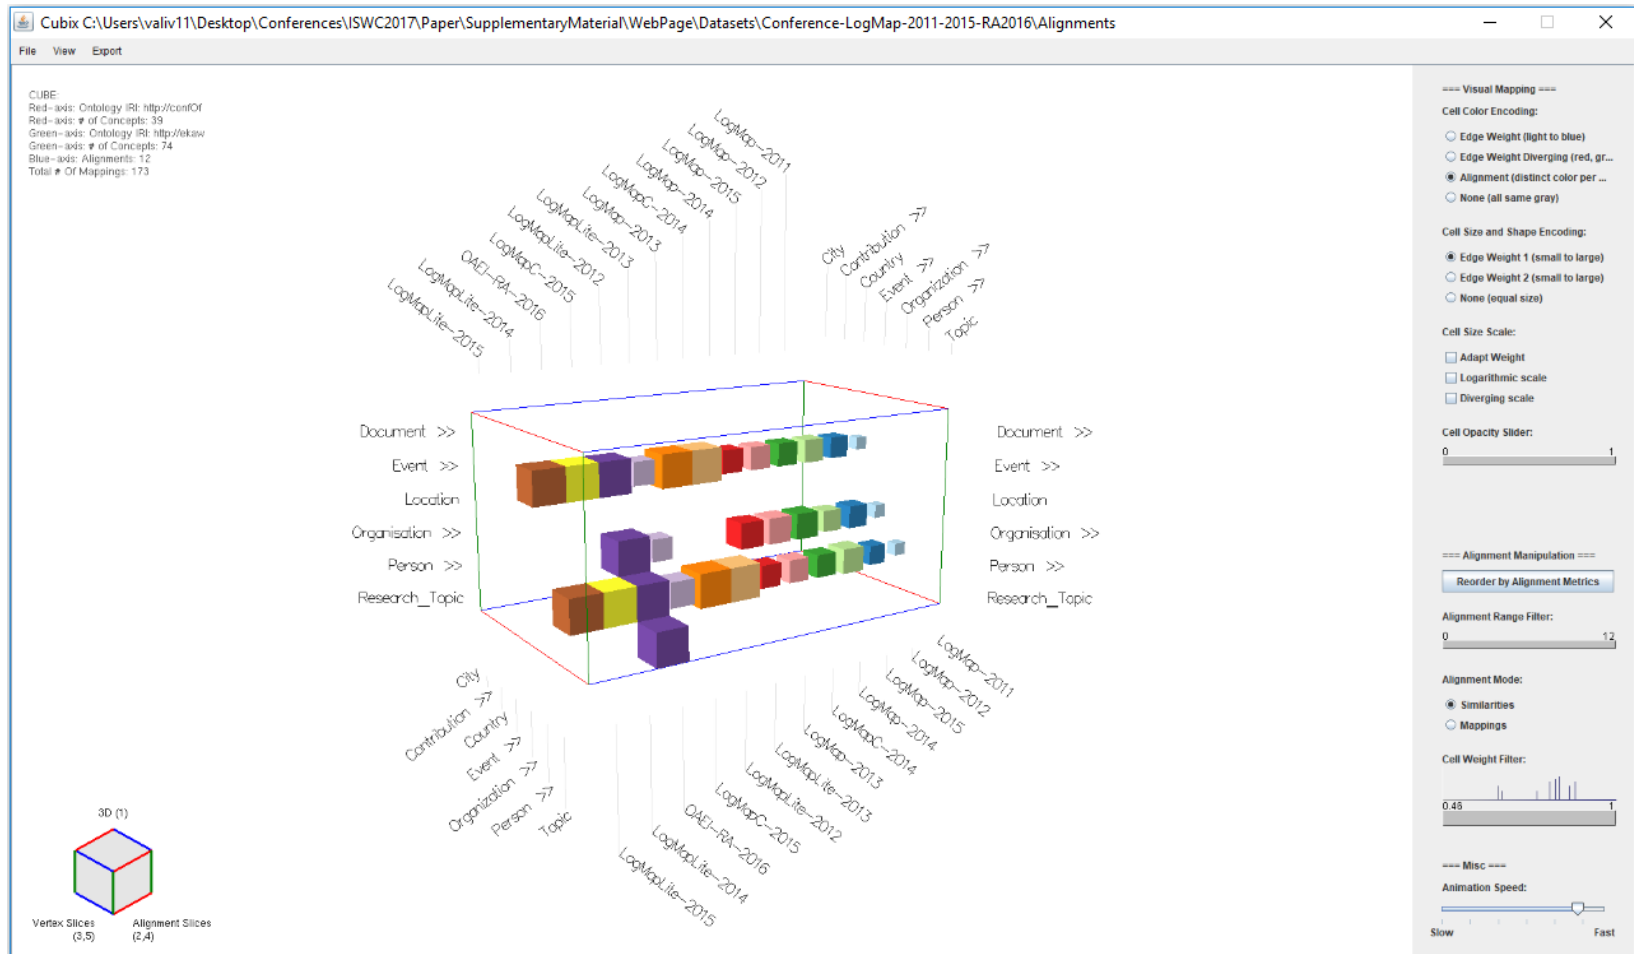 Cubix C:\Users\valiv11\Desktop\Conferences\ISWC2017\Paper\SupplementaryMaterial\WebPage\Datasets\Conference-LogMap-2011-2015-RA2016\Alignments
File View Export
CUBE:
Red-axis: Ontology IRI: http://confOf
Red-axis: # of Concepts: 39
Green-axis: Ontology IRI: http://ekaw
Green-axis: # of Concepts: 74
Blue-axis: Alignments: 12
Total # Of Mappings: 173
LogMap-2011
LogMap-2012
LogMap-2015
LogMap-2014
LogMapC-2014
LogMap-2013
LogMapLite-2013
LogMapLite-2012
LogMapC-2015
OAEI-RA-2016
LogMapLite-2014
LogMapLite-2015
City
Contribution >>
Country
Event >>
Organization >>
Person >>
Topic
Document >>
Event >>
Location
Organisation >>
Person >>
Research_Topic
Document >>
Event >>
Location
Organisation >>
Person >>
Research_Topic
City
Contribution >>
Country
Event >>
Organization >>
Person >>
Topic
LogMap-2011
LogMap-2012
LogMap-2015
LogMap-2014
LogMapC-2014
LogMap-2013
LogMapLite-2013
LogMapLite-2012
LogMapC-2015
OAEI-RA-2016
LogMapLite-2014
LogMapLite-2015
3D (1)
Vertex Slices
(3,5)
Alignment Slices
(2,4)
=== Visual Mapping ===
Cell Color Encoding:
Edge Weight (light to blue)
Edge Weight Diverging (red, gr...
Alignment (distinct color per ...
None (all same gray)
Cell Size and Shape Encoding:
Edge Weight 1 (small to large)
Edge Weight 2 (small to large)
None (equal size)
Cell Size Scale:
Adapt Weight
Logarithmic scale
Diverging scale
Cell Opacity Slider:
0 1
=== Alignment Manipulation ===
Reorder by Alignment Metrics
Alignment Range Filter:
0 12
Alignment Mode:
Similarities
Mappings
Cell Weight Filter:
0.46 1
=== Misc ===
Animation Speed:
Slow Fast